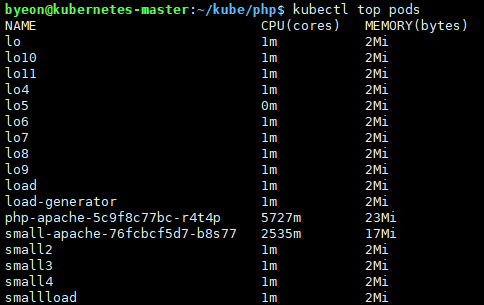 byeon@kubernetes-master:~/kube/php$ kubectl top pods
NAME CPU(cores) MEMORY(bytes)
lo 1m 2Mi
lo10 1m 2Mi
lo11 1m 2Mi
lo4 1m 2Mi
lo5 0m 2Mi
lo6 1m 2Mi
lo7 1m 2Mi
lo8 1m 2Mi
lo9 1m 2Mi
load 1m 2Mi
load-generator 1m 2Mi
php-apache-5c9f8c77bc-r4t4p 5727m 23Mi
small-apache-76fcbcf5d7-b8s77 2535m 17Mi
small2 1m 2Mi
small3 1m 2Mi
small4 1m 2Mi
smallload 1m 2Mi